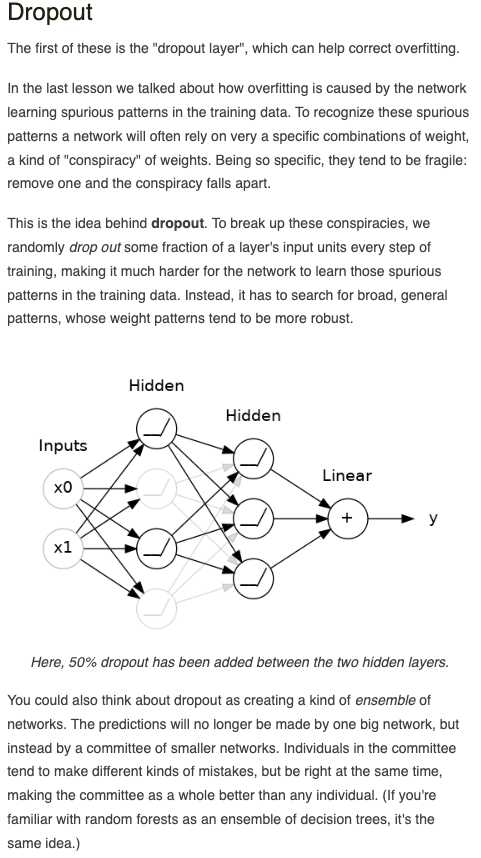 Dropout
The first of these is the "dropout layer", which can help correct overfitting.
In the last lesson we talked about how overfitting is caused by the network
learning spurious patterns in the training data. To recognize these spurious
patterns a network will often rely on very a specific combinations of weight,
a kind of "conspiracy" of weights. Being so specific, they tend to be fragile:
remove one and the conspiracy falls apart.
This is the idea behind dropout. To break up these conspiracies, we
randomly drop out some fraction of a layer's input units every step of
training, making it much harder for the network to learn those spurious
patterns in the training data. Instead, it has to search for broad, general
patterns, whose weight patterns tend to be more robust.
Hidden
Hidden
Inputs
Linear
x0
+
y
x1
Here, 50% dropout has been added between the two hidden layers.
You could also think about dropout as creating a kind of ensemble of
networks. The predictions will no longer be made by one big network, but
instead by a committee of smaller networks. Individuals in the committee
tend to make different kinds of mistakes, but be right at the same time,
making the committee as a whole better than any individual. (If you're
familiar with random forests as an ensemble of decision trees, it's the
same idea.)